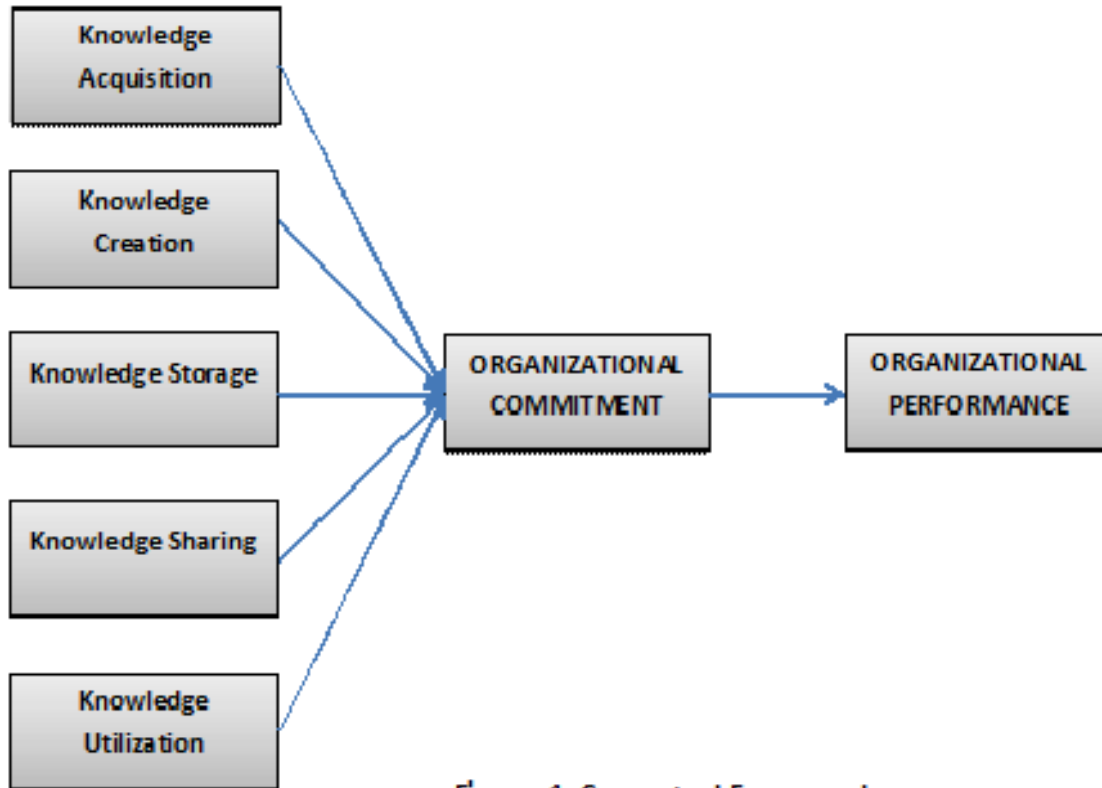 Knowledge
Acquisition
Knowledge
Creation
Knowledge Storage
Knowledge Sharing
Knowledge
Utilization
ORGANIZATIONAL
COMMITMENT
ORGANIZATIONAL
PERFORMANCE